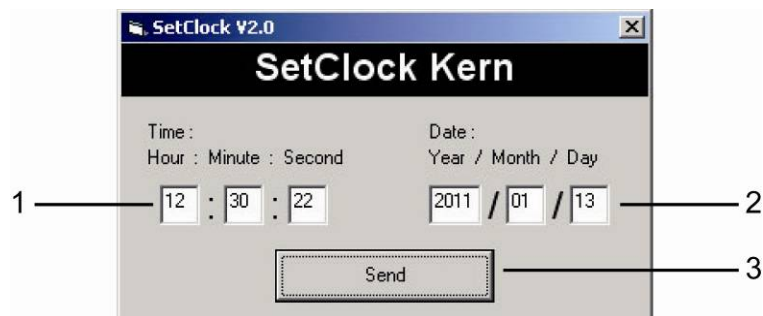 SetClock V2.0
SetClock Kern
Time : Date :
Hour : Minute : Second Year / Month / Day
1 12 : 30 : 22 2011 / 01 / 13 2
Send 3